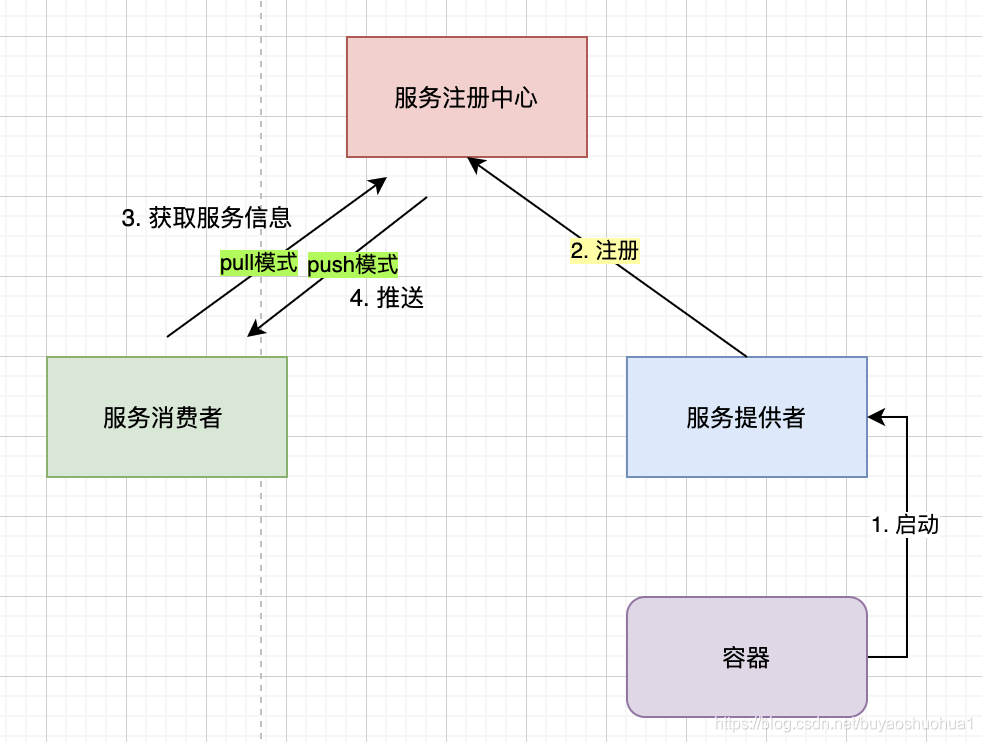 服务注册中心
3. 获取服务信息
pull模式
push模式
2. 注册
4. 推送
服务消费者
服务提供者
1. 启动
容器
https://blog.csdn.net/buyaoshuohua1